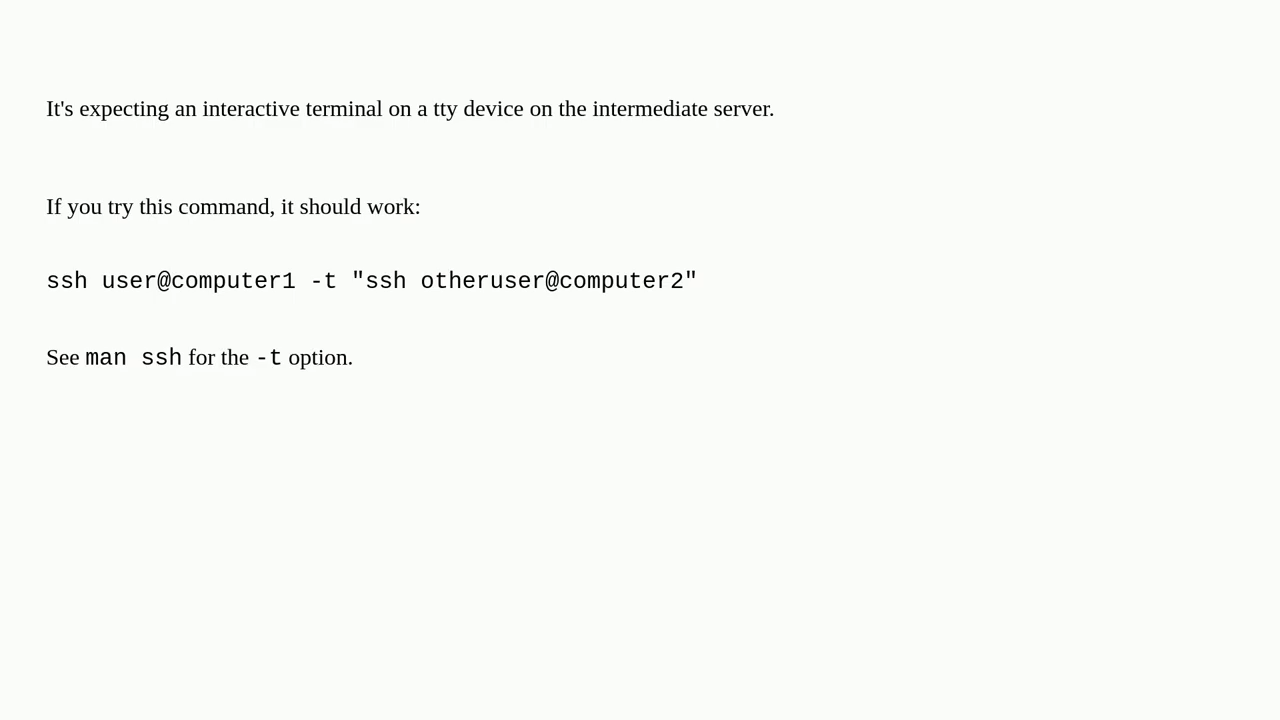 It's expecting an interactive terminal on a tty device on the intermediate server.
If you try this command, it should work:
ssh user@computer1 -t "ssh otheruser@computer2"
See man ssh for the -t option.